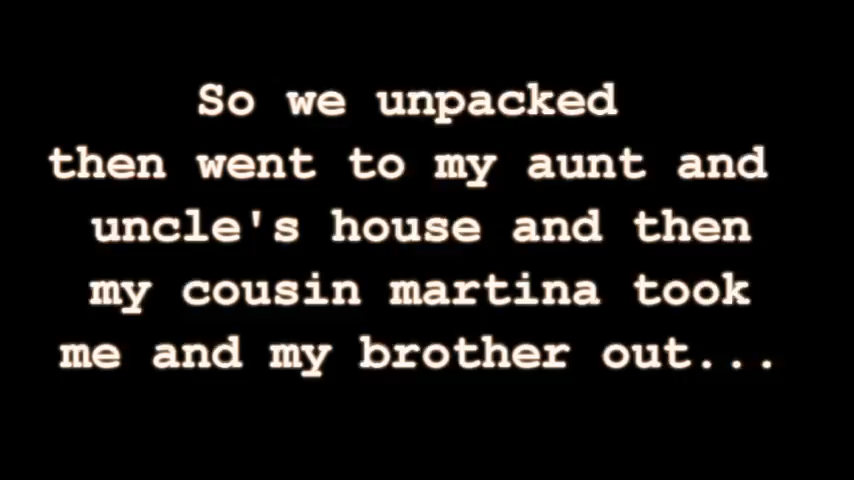 So we unpacked
then went to my aunt and
uncle's house and then
my cousin martina took
me and my brother out...